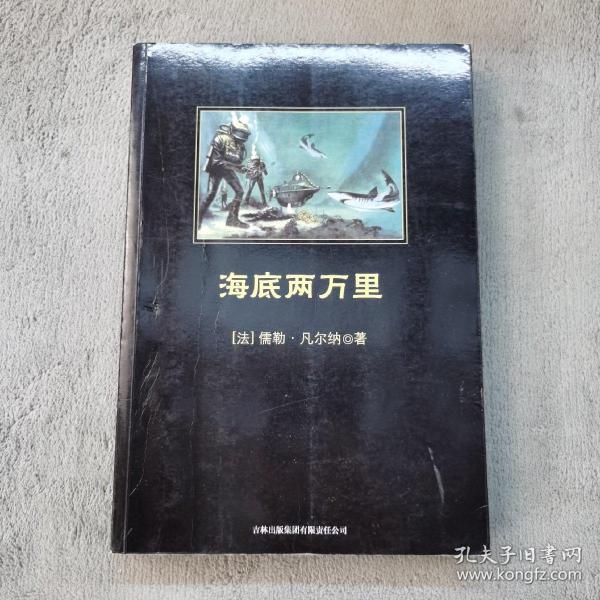 海底两万里
[法] 儒勒·凡尔纳◎著
吉林出版集团有限责任公司
孔夫子旧书网
www.kongfz.com